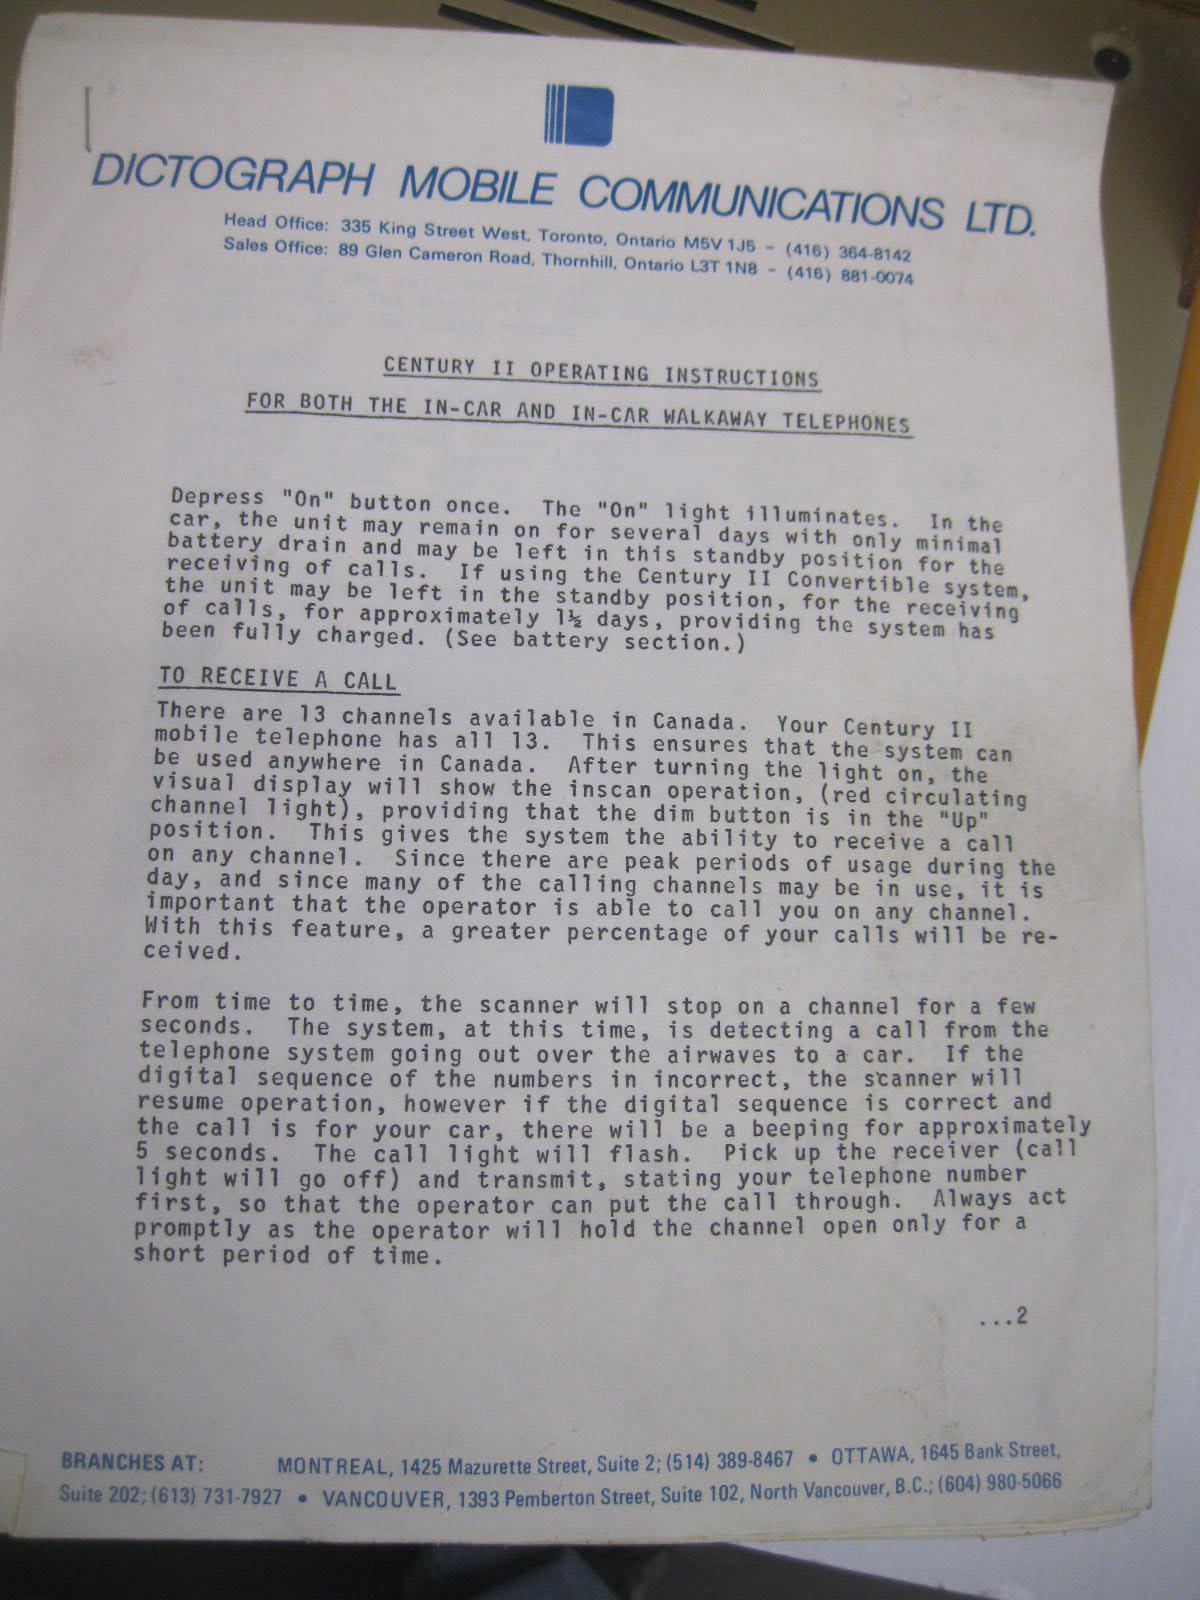 DICTOGRAPH MOBILE COMMUNICATIONS LTD.
Head Office: 335 King Street West, Toronto, Ontario M5V 1J5 - (416) 364-8142
Sales Office: 89 Glen Cameron Road, Thornhill, Ontario L3T 1N8 - (416) 881-0074
CENTURY II OPERATING INSTRUCTIONS
FOR BOTH THE IN-CAR AND IN-CAR WALKAWAY TELEPHONES
Depress "On" button once. The "On" light illuminates. In the
car, the unit may remain on for several days with only minimal
battery drain and may be left in this standby position for the
receiving of calls. If using the Century II Convertible system,
the unit may be left in the standby position, for the receiving
of calls, for approximately 1½ days, providing the system has
been fully charged. (See battery section.)
TO RECEIVE A CALL
There are 13 channels available in Canada. Your Century II
mobile telephone has all 13. This ensures that the system can
be used anywhere in Canada. After turning the light on, the
visual display will show the inscan operation, (red circulating
channel light), providing that the dim button is in the "Up"
position. This gives the system the ability to receive a call
on any channel. Since there are peak periods of usage during the
day, and since many of the calling channels may be in use, it is
important that the operator is able to call you on any channel.
With this feature, a greater percentage of your calls will be re-
ceived.
From time to time, the scanner will stop on a channel for a few
seconds. The system, at this time, is detecting a call from the
telephone system going out over the airwaves to a car. If the
digital sequence of the numbers in incorrect, the scanner will
resume operation, however if the digital sequence is correct and
the call is for your car, there will be a beeping for approximately
5 seconds. The call light will flash. Pick up the receiver (call
light will go off) and transmit, stating your telephone number
first, so that the operator can put the call through. Always act
promptly as the operator will hold the channel open only for a
short period of time.
...2
BRANCHES AT: MONTREAL, 1425 Mazurette Street, Suite 2; (514) 389-8467 • OTTAWA, 1645 Bank Street,
Suite 202; (613) 731-7927 • VANCOUVER, 1393 Pemberton Street, Suite 102, North Vancouver, B.C.; (604) 980-5066